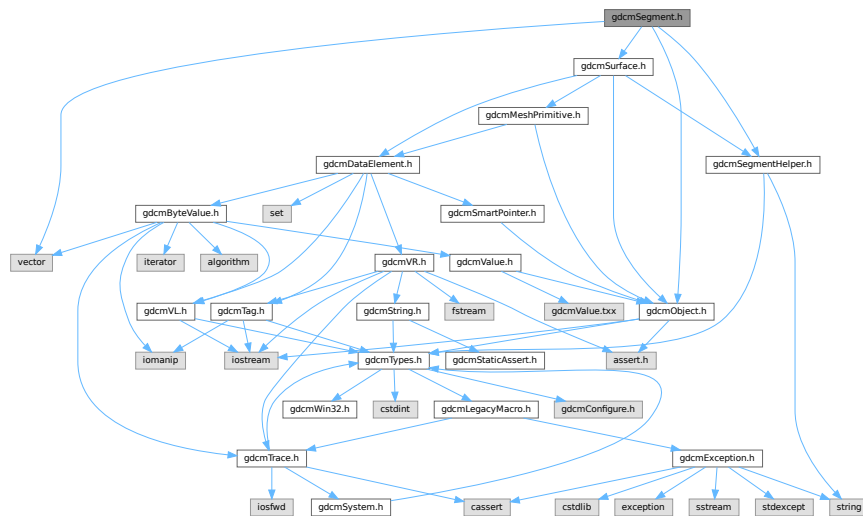 gdcmSegment.h
gdcmSurface.h
gdcmMeshPrimitive.h
gdcmDataElement.h
gdcmSegmentHelper.h
gdcmByteValue.h
set
gdcmSmartPointer.h
vector
iterator
algorithm
gdcmVR.h
gdcmValue.h
gdcmVL.h
gdcmTag.h
gdcmString.h
fstream
gdcmValue.txx
gdcmObject.h
iomanip
iostream
gdcmTypes.h
gdcmStaticAssert.h
assert.h
gdcmWin32.h
cstdint
gdcmLegacyMacro.h
gdcmConfigure.h
gdcmTrace.h
gdcmException.h
iosfwd
gdcmSystem.h
cassert
cstdlib
exception
sstream
stdexcept
string